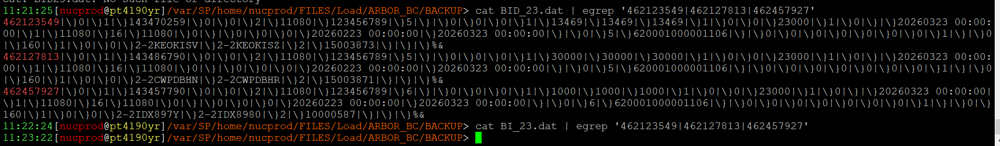 cat: BID23.dat: No such file or directory
11:21:25[nucprod@pt4190yr]/var/SP/home/nucprod/FILES/Load/ARBOR_BC/BACKUP> cat BID_23.dat | egrep '462123549|462127813|462457927'
462123549|\}0|\}1|\}143470259|\}0|\}0|\}2|\}11080|\}123456789|\}5|\}|\}0|\}0|\}0|\}1|\}13469|\}13469|\}13469|\}1|\}0|\}0|\}23000|\}1|\}0|\}|\}20260323 00:00:
00|\}1|\}11080|\}16|\}11080|\}0|\}|\}0|\}0|\}0|\}20260223 00:00:00|\}20260323 00:00:00|\}|\}0|\}5|\}620001000001106|\}|\}0|\}0|\}0|\}0|\}0|\}0|\}1|\}|\}0
|\}160|\}1|\}0|\}0|\}2-2KEOKISV|\}2-2KEOKISZ|\}2|\}15003873|\}|\}|\}%&
462127813|\}0|\}1|\}143486790|\}0|\}0|\}2|\}11080|\}123456789|\}5|\}|\}0|\}0|\}0|\}1|\}30000|\}30000|\}30000|\}1|\}0|\}0|\}23000|\}1|\}0|\}|\}20260323 00:00:
00|\}1|\}11080|\}16|\}11080|\}0|\}|\}0|\}0|\}0|\}20260223 00:00:00|\}20260323 00:00:00|\}|\}0|\}5|\}620001000001106|\}|\}0|\}0|\}0|\}0|\}0|\}0|\}1|\}|\}0
|\}160|\}1|\}0|\}0|\}2-2CWPDBHN|\}2-2CWPDBHR|\}2|\}15003871|\}|\}|\}%&
462457927|\}0|\}1|\}143457790|\}0|\}0|\}2|\}11080|\}123456789|\}6|\}|\}0|\}0|\}0|\}1|\}1000|\}1000|\}1000|\}1|\}0|\}0|\}23000|\}1|\}0|\}|\}20260323 00:00:00|
\}1|\}11080|\}16|\}11080|\}0|\}|\}0|\}0|\}0|\}20260223 00:00:00|\}20260323 00:00:00|\}|\}0|\}6|\}620001000001106|\}|\}0|\}0|\}0|\}0|\}0|\}0|\}1|\}|\}0|\}
160|\}1|\}0|\}0|\}2-2IDX897Y|\}2-2IDX8980|\}2|\}10000587|\}|\}|\}%&
11:22:24[nucprod@pt4190yr]/var/SP/home/nucprod/FILES/Load/ARBOR_BC/BACKUP> cat BI_23.dat | egrep '462123549|462127813|462457927'
11:23:22[nucprod@pt4190yr]/var/SP/home/nucprod/FILES/Load/ARBOR_BC/BACKUP>